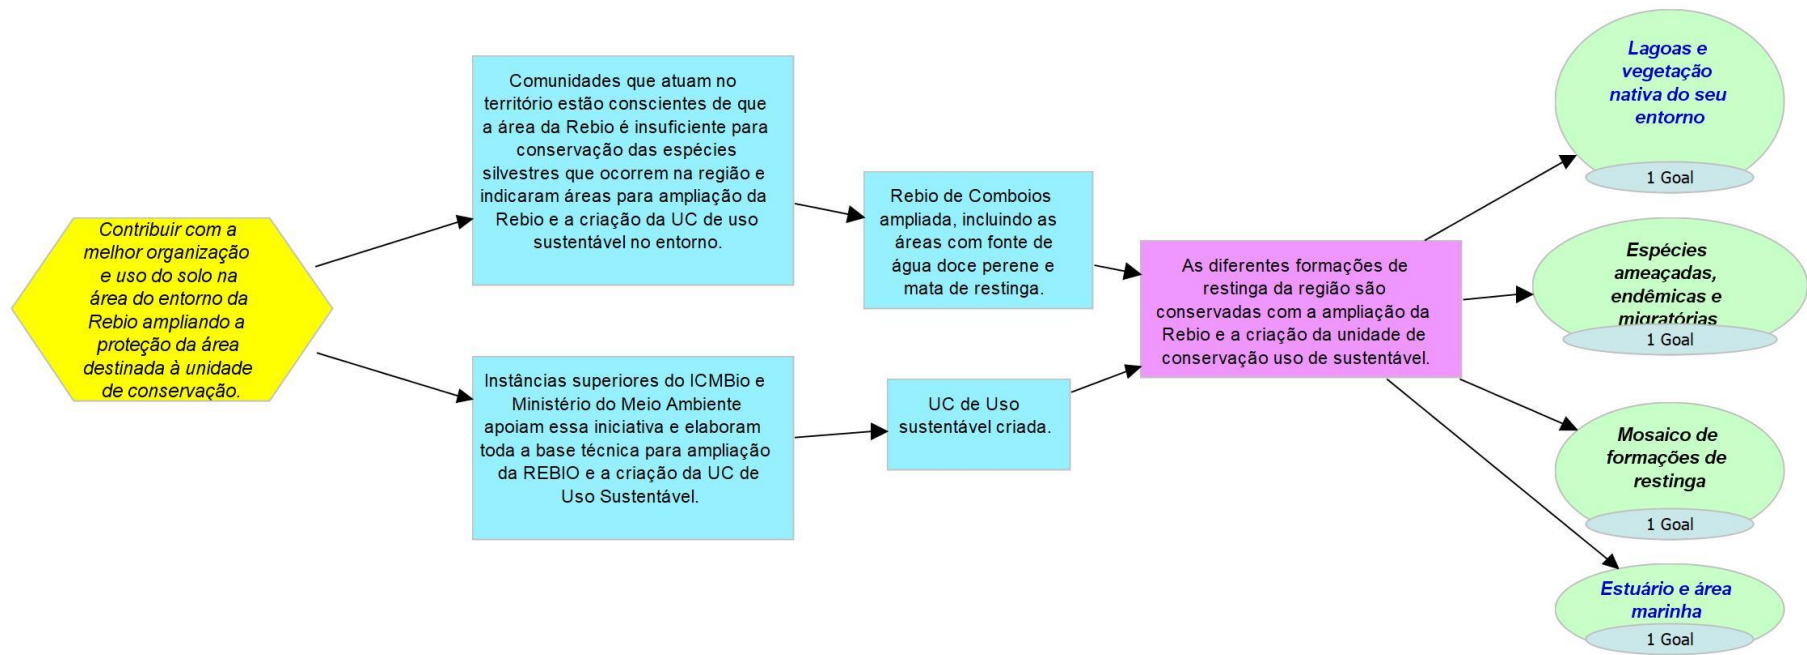 Contribuir com a
melhor organização
e uso do solo na
área do entorno da
Rebio ampliando a
proteção da área
destinada à unidade
de conservação.
Comunidades que atuam no
território estão conscientes de que
a área da Rebio é insuficiente para
conservação das espécies
silvestres que ocorrem na região e
indicaram áreas para ampliação da
Rebio e a criação da UC de uso
sustentável no entorno.
Instâncias superiores do ICMBio e
Ministério do Meio Ambiente
apoiam essa iniciativa e elaboram
toda a base técnica para ampliação
da REBIO e a criação da UC de
Uso Sustentável.
Rebio de Comboios
ampliada, incluindo as
áreas com fonte de
água doce perene e
mata de restinga.
UC de Uso
sustentável criada.
As diferentes formações de
restinga da região são
conservadas com a ampliação da
Rebio e a criação da unidade de
conservação uso de sustentável.
Lagoas e
vegetação
nativa do seu
entorno
1 Goal
Espécies
ameaçadas,
endêmicas e
migratórias
1 Goal
Mosaico de
formações de
restinga
1 Goal
Estuário e área
marinha
1 Goal